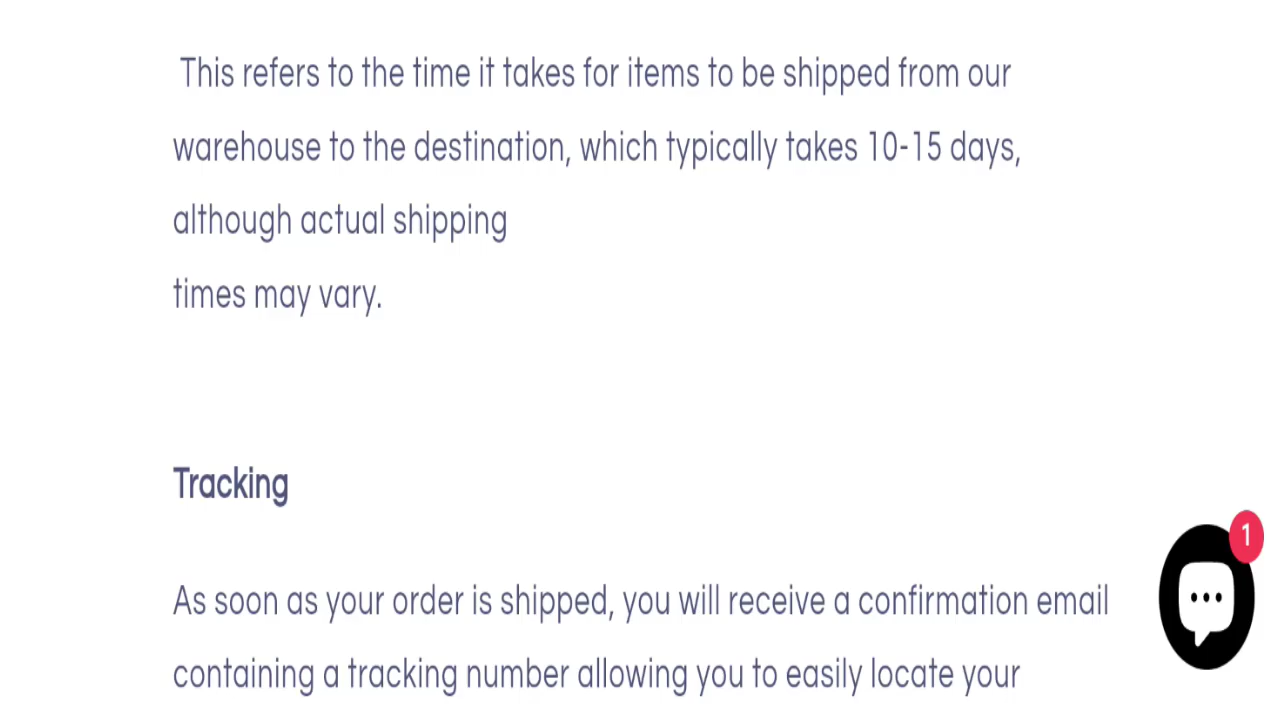 This refers to the time it takes for items to be shipped from our
warehouse to the destination, which typically takes 10-15 days,
although actual shipping
times may vary.
Tracking
1
As soon as your order is shipped, you will receive a confirmation email
containing a tracking number allowing you to easily locate your